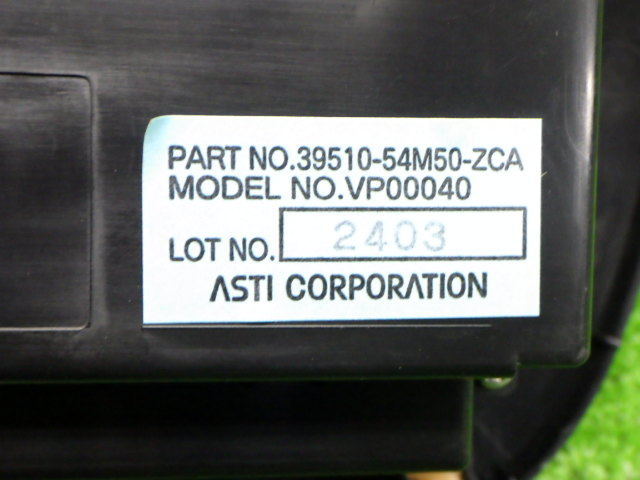 PART NO.39510-54M50-ZCA
MODEL NO.VP00040
LOT NO. 2403
ASTI CORPORATION